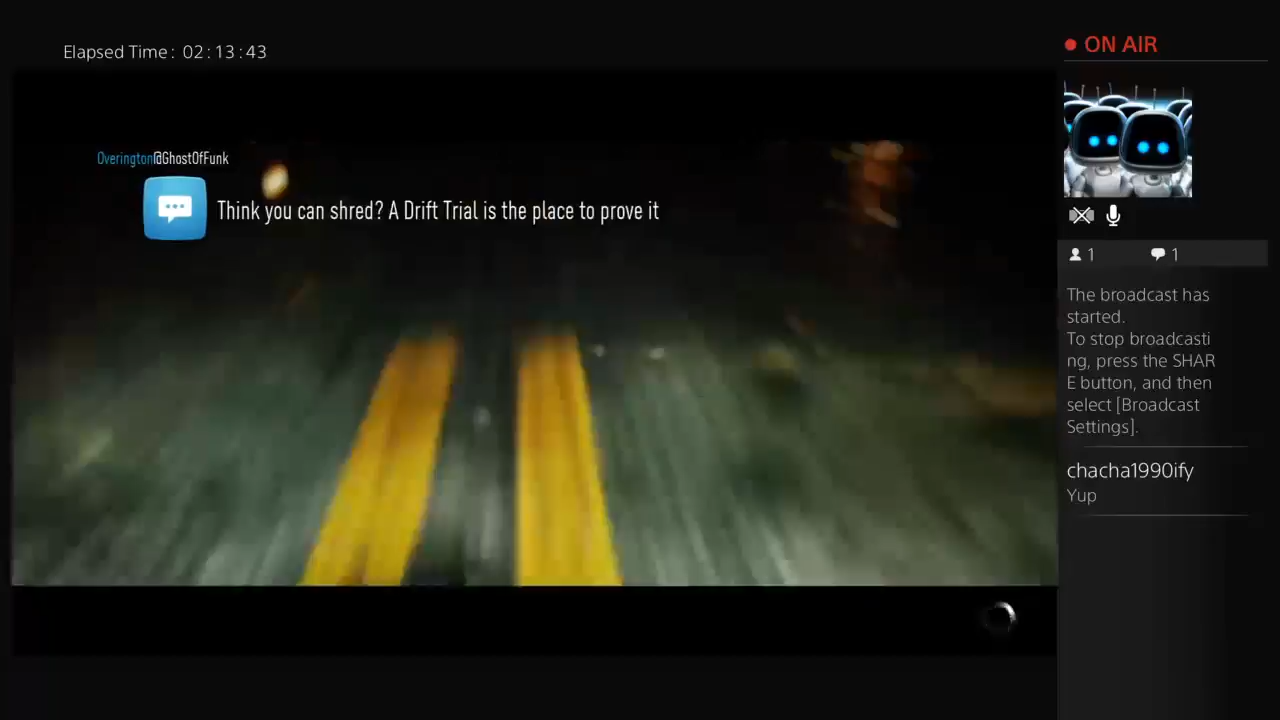 Elapsed Time: 02:13:43
ON AIR
Overington@GhostOfFunk
Think you can shred? A Drift Trial is the place to prove it
1 1
The broadcast has
started.
To stop broadcasti
ng, press the SHAR
E button, and then
select [Broadcast
Settings].
chacha1990ify
Yup